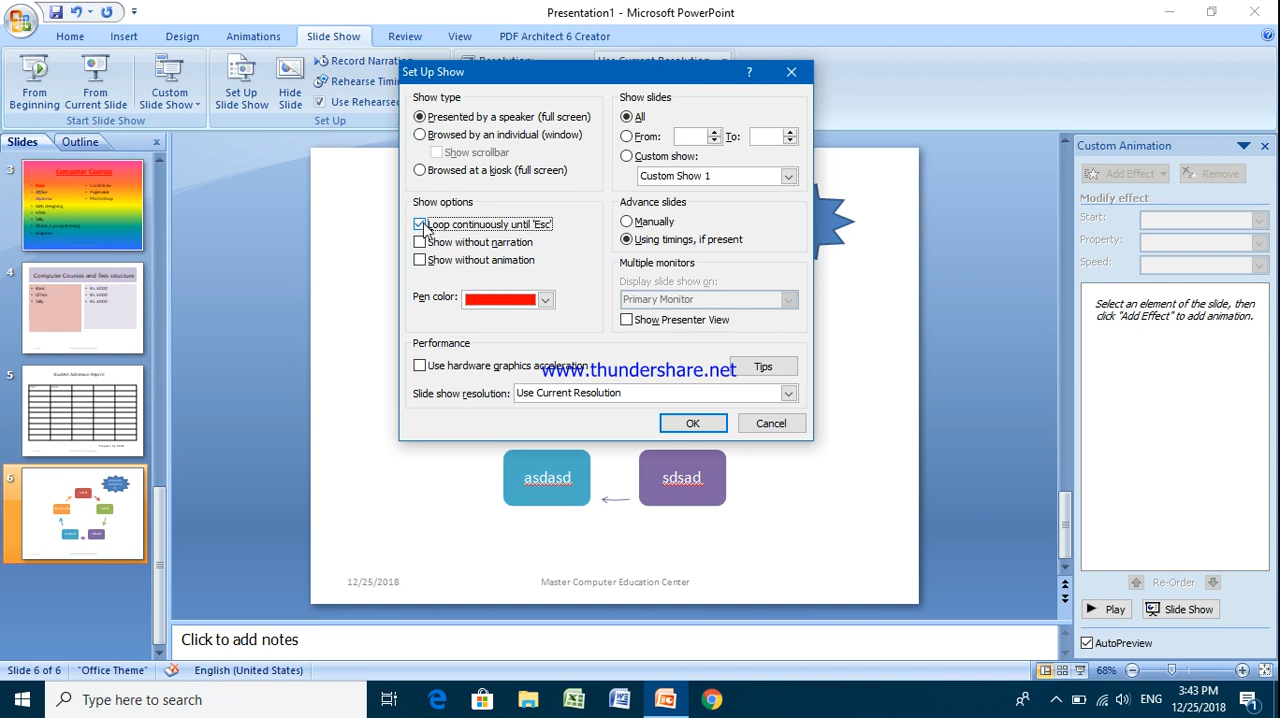 Presentation1 - Microsoft PowerPoint
Home Insert Design Animations Slide Show Review View PDF Architect 6 Creator
From Beginning
From Current Slide
Custom Slide Show
Start Slide Show
Set Up Slide Show
Hide Slide
Record Narration
Rehearse Timin
Use Rehearsed
Set Up
Slides Outline
3
Computer Courses
4
Computer Courses and fees structure
5
Student Admission Report
6
Set Up Show
?
Show type
Presented by a speaker (full screen)
Browsed by an individual (window)
Show scrollbar
Browsed at a kiosk (full screen)
Show slides
All
From: To:
Custom show:
Custom Show 1
Show options
Loop continuously until 'Esc'
Show without narration
Show without animation
Pen color:
Advance slides
Manually
Using timings, if present
Multiple monitors
Display slide show on:
Primary Monitor
Show Presenter View
Performance
Use hardware graphics acceleration
Tips
www.thundershare.net
Slide show resolution: Use Current Resolution
OK Cancel
asdasd sdsad
12/25/2018 Master Computer Education Center
Click to add notes
Custom Animation
Add Effect Remove
Modify effect
Start:
Property:
Speed:
Select an element of the slide, then
click "Add Effect" to add animation.
Re-Order
Play Slide Show
AutoPreview
Slide 6 of 6 "Office Theme" English (United States) 68%
Type here to search
ENG
3:43 PM
12/25/2018
1